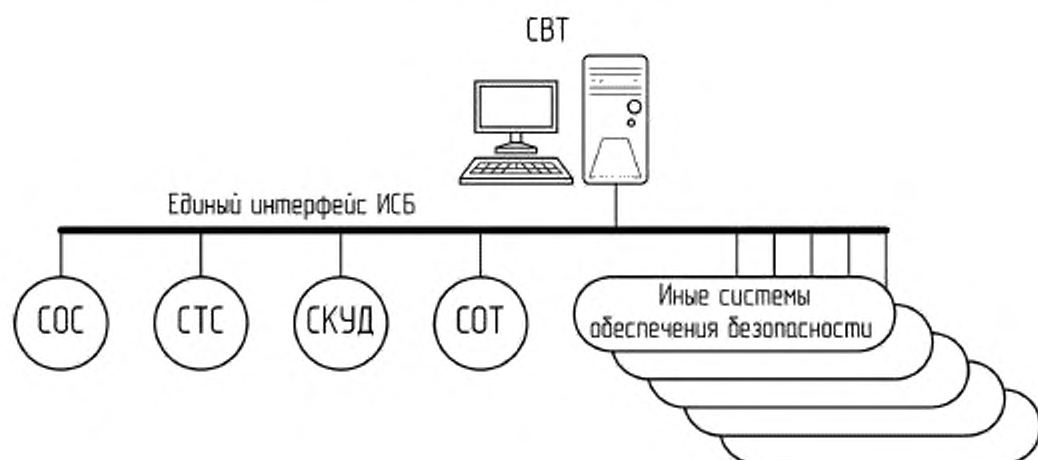 СВТ
Единый интерфейс ИСБ
СОС
СТС
СКУД
СОТ
Иные системы
обеспечения безопасности